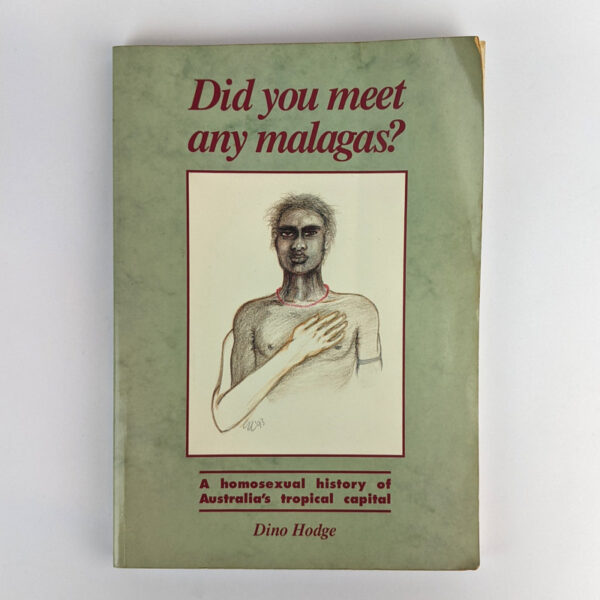 Did you meet
any malagas?
A homosexual history of
Australia's tropical capital
Dino Hodge